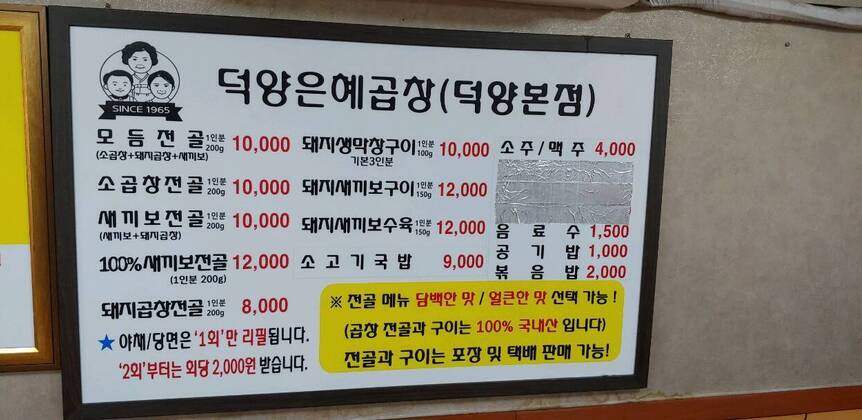 SINCE 1965
덕양은혜곱창(덕양본점)
모둠전골 1인분 200g 10,000
(소곱창+돼지곱창+새끼보)
소곱창전골 1인분 200g 10,000
새끼보전골 1인분 200g 10,000
(새끼보+돼지곱창)
100%새끼보전골 12,000
(1인분 200g)
돼지곱창전골 1인분 200g 8,000
★ 야채/당면은 '1회'만 리필됩니다.
'2회'부터는 회당 2,000원 받습니다.
돼지생막창구이 1인분 100g 10,000
기본3인분
돼지새끼보구이 1인분 150g 12,000
돼지새끼보수육 1인분 150g 12,000
소고기국밥 9,000
소주/맥주 4,000
음료수 1,500
공기밥 1,000
볶음밥 2,000
※ 전골 메뉴 담백한 맛 / 얼큰한 맛 선택 가능 !
(곱창 전골과 구이는 100% 국내산 입니다)
전골과 구이는 포장 및 택배 판매 가능!